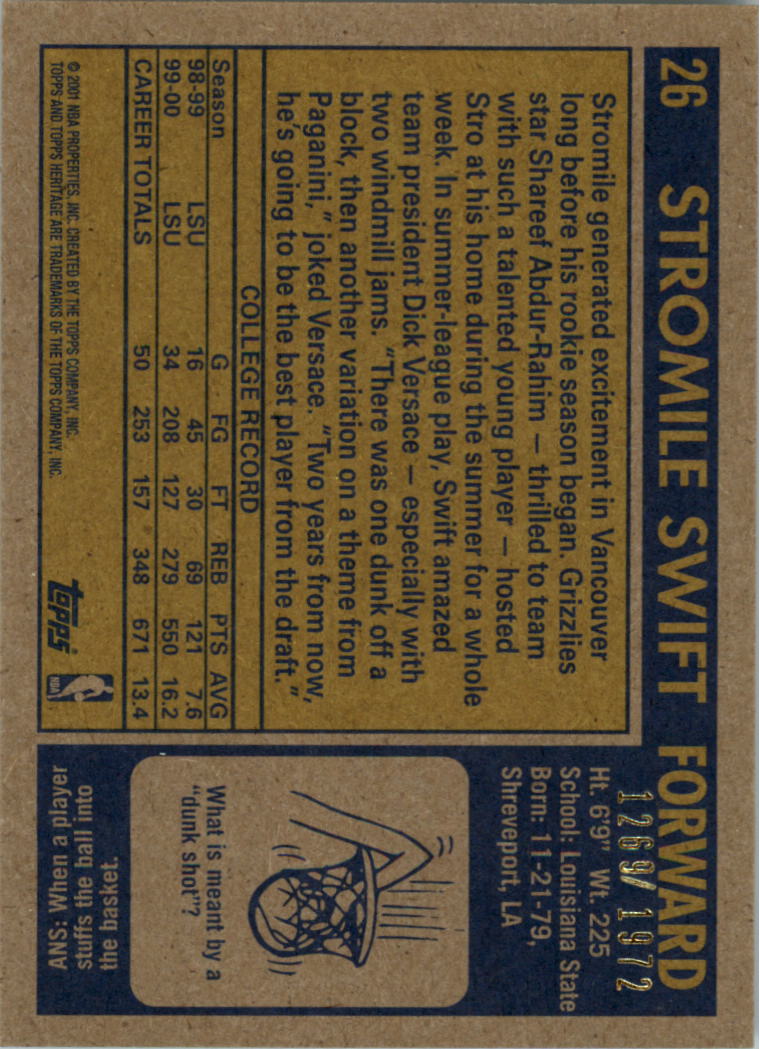 26 STROMILE SWIFT FORWARD
1269/1972
Ht. 6'9" Wt. 225
School: Louisiana State
Born: 11-21-79,
Shreveport, LA
Stromile generated excitement in Vancouver
long before his rookie season began. Grizzlies
star Shareef Abdur-Rahim — thrilled to team
with such a talented young player — hosted
Stro at his home during the summer for a whole
week. In summer-league play, Swift amazed
team president Dick Versace — especially with
two windmill jams. "There was one dunk off a
block, then another variation on a theme from
Paganini," joked Versace. "Two years from now,
he's going to be the best player from the draft."
COLLEGE RECORD
Season G FG FT REB PTS AVG
98-99 LSU 16 45 30 69 121 7.6
99-00 LSU 34 208 127 279 550 16.2
CAREER TOTALS 50 253 157 348 671 13.4
© 2001 NBA PROPERTIES, INC. CREATED BY THE TOPPS COMPANY, INC.
TOPPS AND TOPPS HERITAGE ARE TRADEMARKS OF THE TOPPS COMPANY, INC.
topps
NBA
What is meant by a
"dunk shot"?
ANS: When a player
stuffs the ball into
the basket.